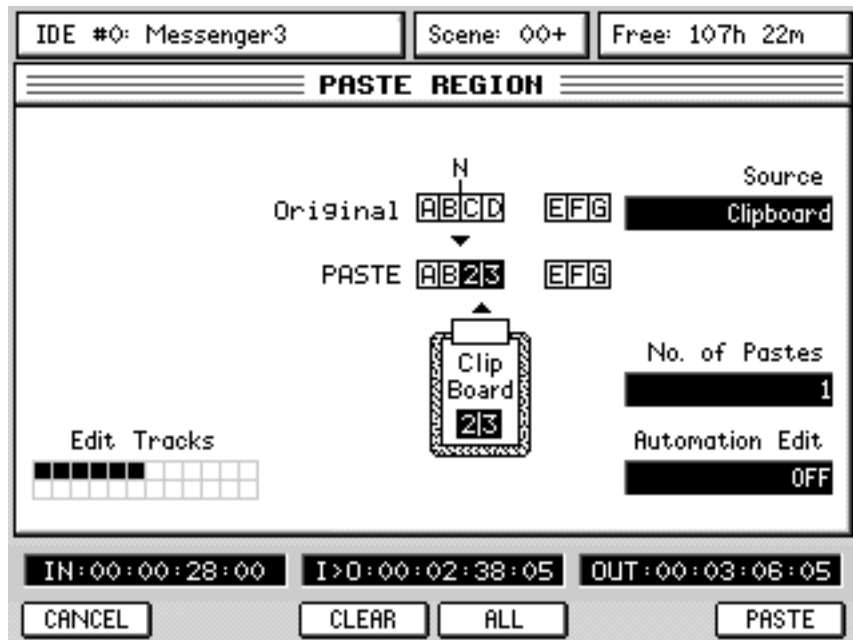 IDE #0: Messenger3 Scene: 00+ Free: 107h 22m
PASTE REGION
N
Source
Original ABCD EFG Clipboard
PASTE AB23 EFG
Clip
Board
23
No. of Pastes
1
Edit Tracks
Automation Edit
OFF
IN:00:00:28:00 I>O:00:02:38:05 OUT:00:03:06:05
CANCEL CLEAR ALL PASTE